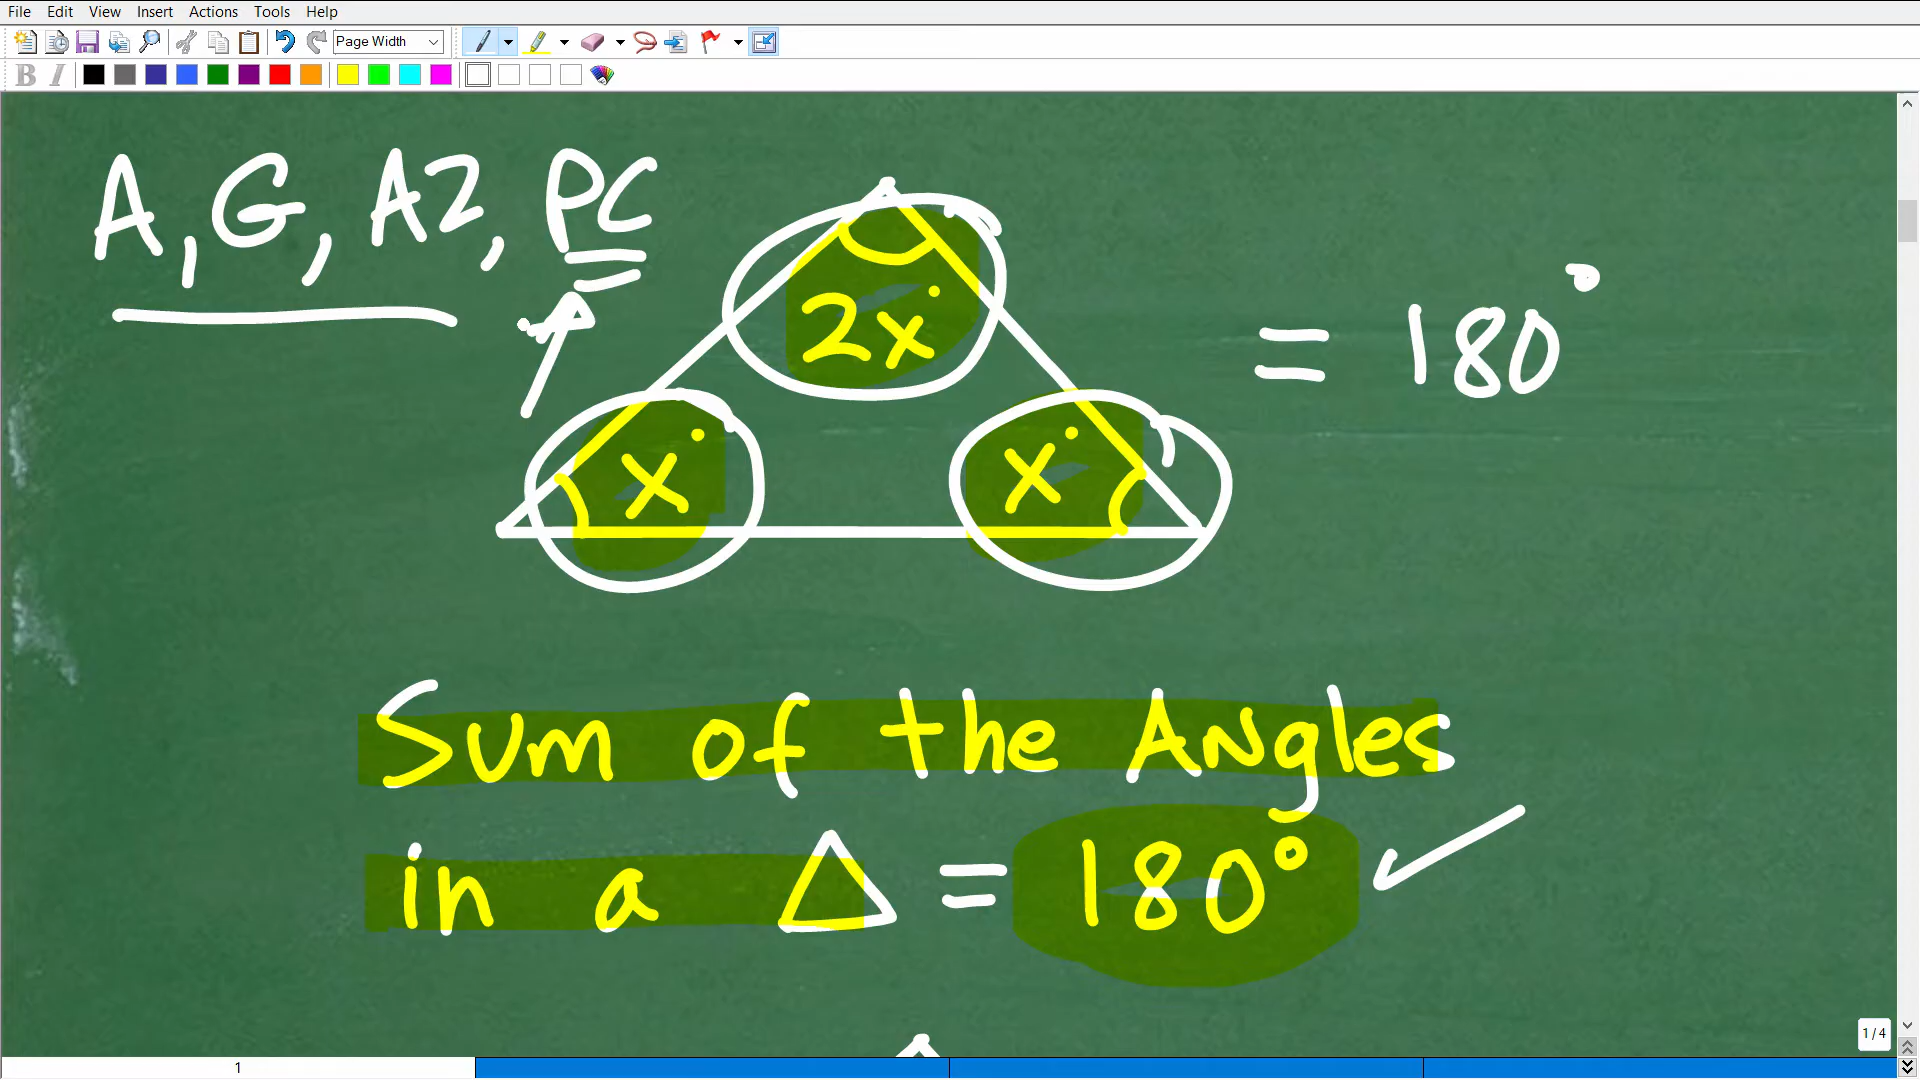 File Edit View Insert Actions Tools Help
Page Width
B I
A, G, A2, PC
2x°
= 180°
x° x°
Sum of the Angles
in a △ = 180°
1/4
1